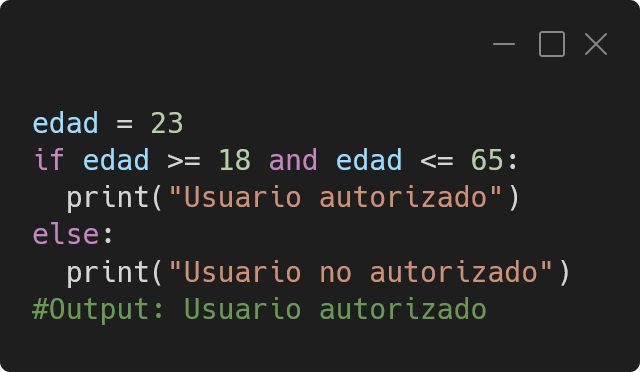 edad = 23
if edad >= 18 and edad <= 65:
  print("Usuario autorizado")
else:
  print("Usuario no autorizado")
#Output: Usuario autorizado